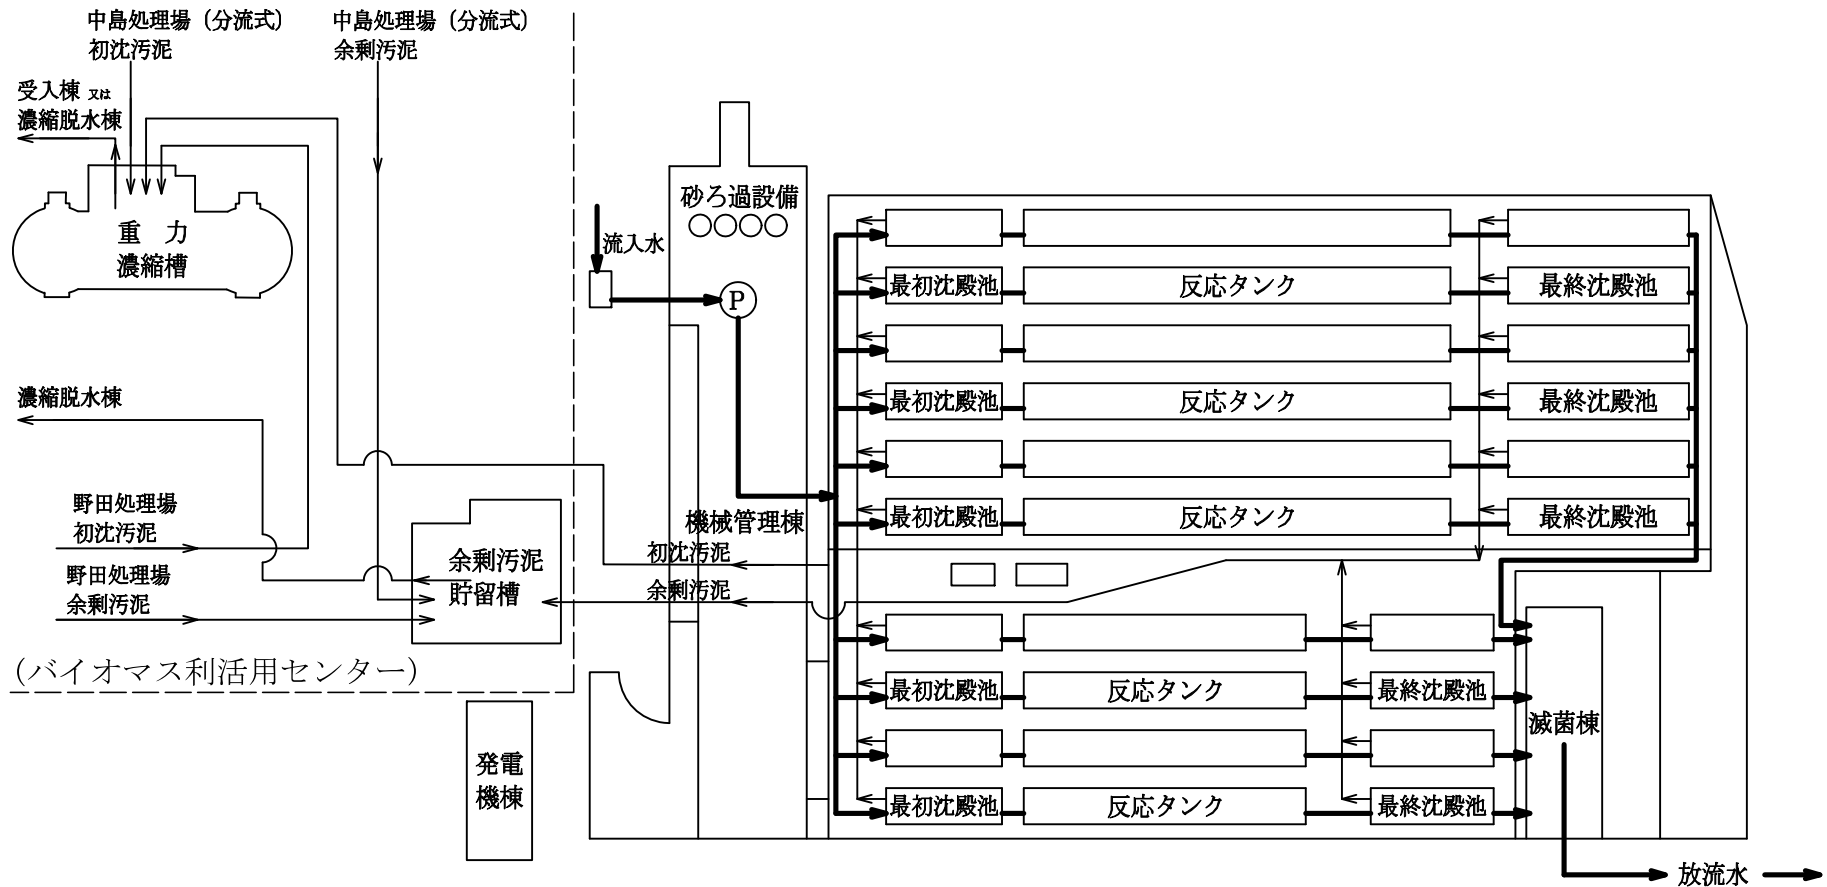 中島処理場（分流式）
初沈汚泥
中島処理場（分流式）
余剰汚泥
受入棟 又は
濃縮脱水棟
重 力
濃縮槽
砂ろ過設備
流入水
P
最初沈殿池
反応タンク
最終沈殿池
濃縮脱水棟
最初沈殿池
反応タンク
最終沈殿池
野田処理場
初沈汚泥
機械管理棟
最初沈殿池
反応タンク
最終沈殿池
初沈汚泥
野田処理場
余剰汚泥
余剰汚泥
貯留槽
余剰汚泥
（バイオマス利活用センター）
最初沈殿池
反応タンク
最終沈殿池
滅菌棟
発電
機棟
最初沈殿池
反応タンク
最終沈殿池
放流水